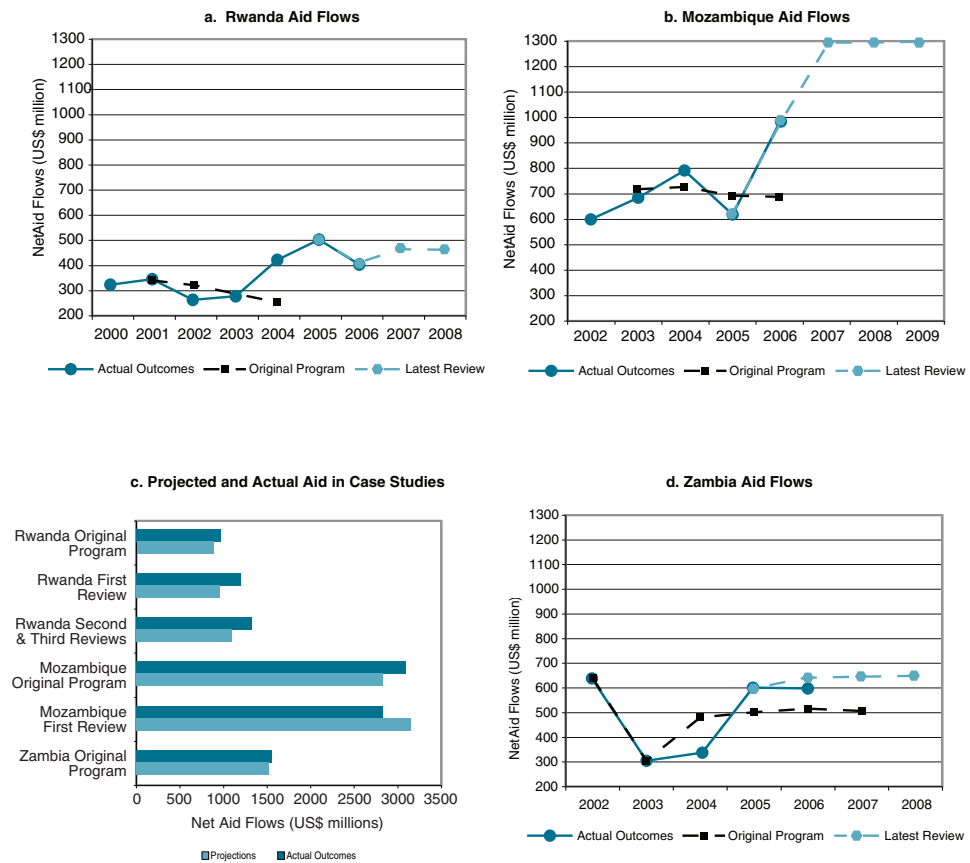 a. Rwanda Aid Flows
NetAid Flows (US$ million)
1300
1200
1100
1000
900
800
700
600
500
400
300
200
2000 2001 2002 2003 2004 2005 2006 2007 2008
Actual Outcomes Original Program Latest Review
b. Mozambique Aid Flows
NetAid Flows (US$ million)
1300
1200
1100
1000
900
800
700
600
500
400
300
200
2002 2003 2004 2005 2006 2007 2008 2009
Actual Outcomes Original Program Latest Review
c. Projected and Actual Aid in Case Studies
Rwanda Original
Program
Rwanda First
Review
Rwanda Second
& Third Reviews
Mozambique
Original Program
Mozambique
First Review
Zambia Original
Program
0 500 1000 1500 2000 2500 3000 3500
Net Aid Flows (US$ millions)
Projections Actual Outcomes
d. Zambia Aid Flows
NetAid Flows (US$ million)
1300
1200
1100
1000
900
800
700
600
500
400
300
200
2002 2003 2004 2005 2006 2007 2008
Actual Outcomes Original Program Latest Review